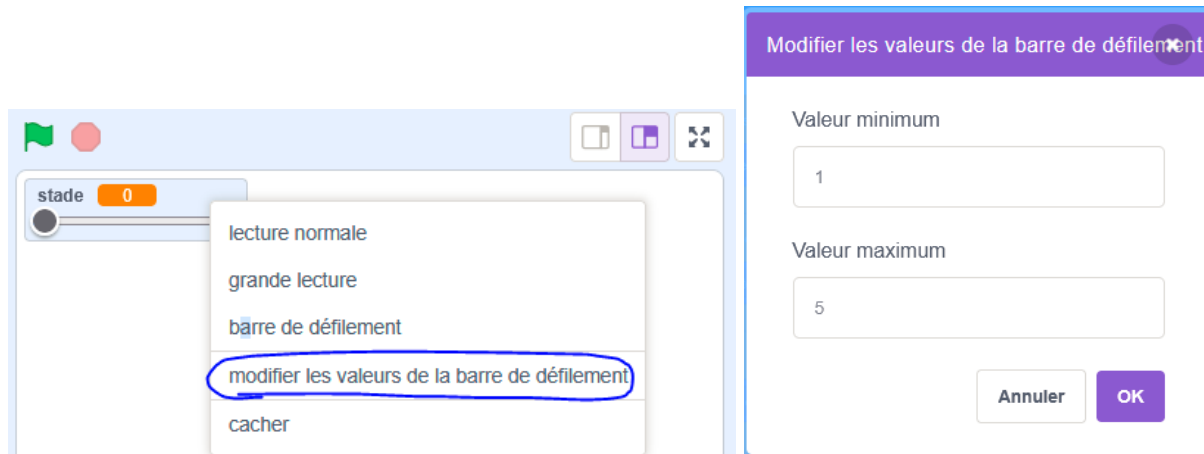 stade 0
lecture normale
grande lecture
barre de défilement
modifier les valeurs de la barre de défilement
cacher
Modifier les valeurs de la barre de défilement
Valeur minimum
1
Valeur maximum
5
Annuler OK